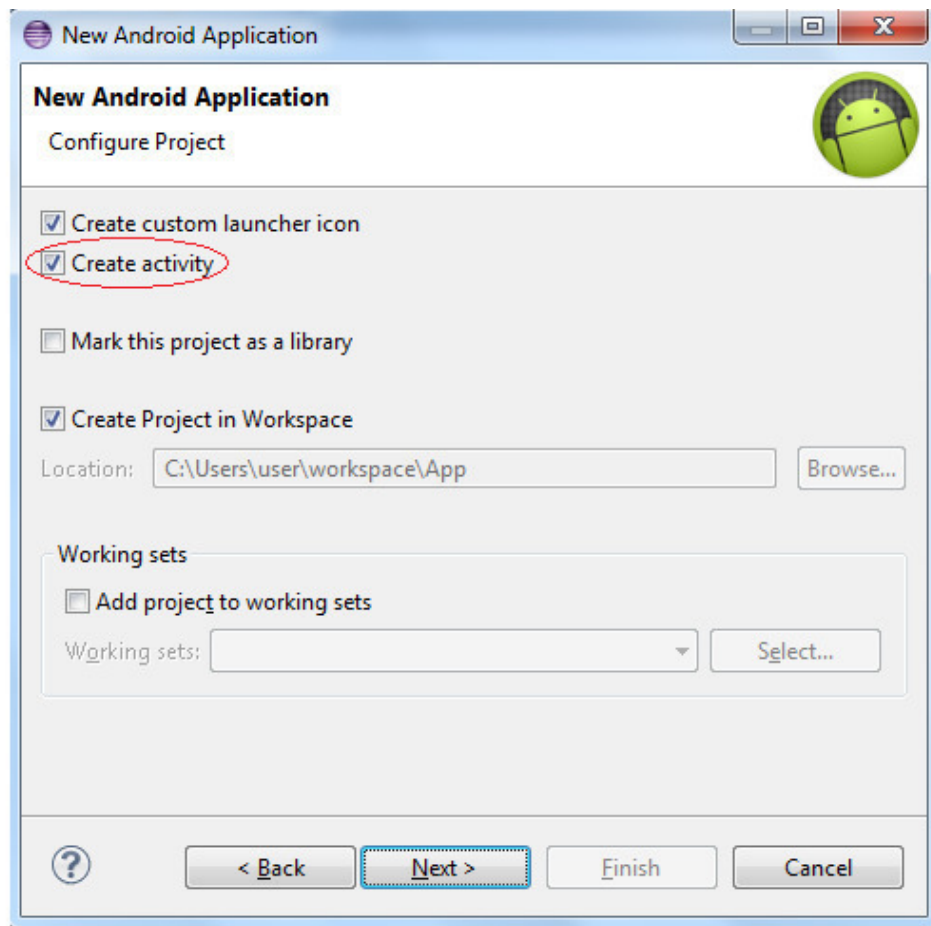 New Android Application
New Android Application
Configure Project
Create custom launcher icon
Create activity
Mark this project as a library
Create Project in Workspace
Location: C:\Users\user\workspace\App Browse...
Working sets
Add project to working sets
Working sets: Select...
? < Back Next > Finish Cancel